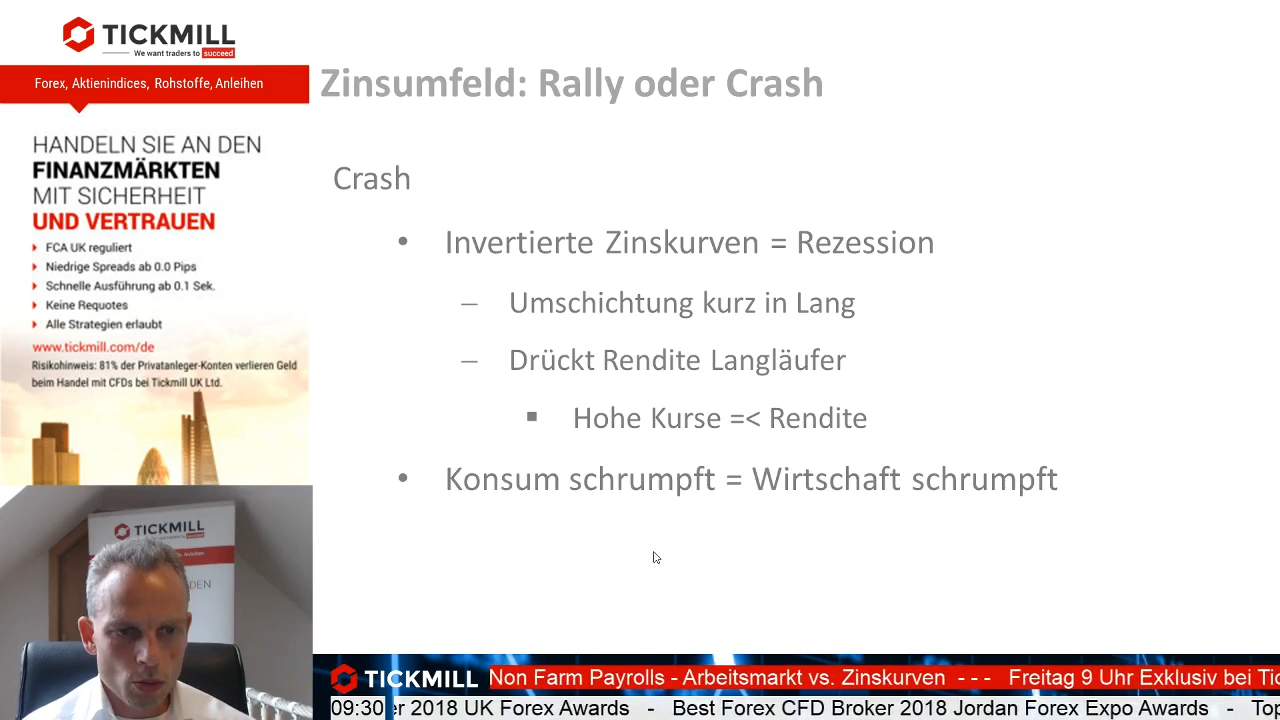 TICKMILL
We want traders to succeed
Forex, Aktienindices, Rohstoffe, Anleihen
HANDELN SIE AN DEN
FINANZMÄRKTEN
MIT SICHERHEIT
UND VERTRAUEN
FCA UK reguliert
Niedrige Spreads ab 0.0 Pips
Schnelle Ausführung ab 0.1 Sek.
Keine Requotes
Alle Strategien erlaubt
www.tickmill.com/de
Risikohinweis: 81% der Privatanleger-Konten verlieren Geld
beim Handel mit CFDs bei Tickmill UK Ltd.
Zinsumfeld: Rally oder Crash
Crash
• Invertierte Zinskurven = Rezession
– Umschichtung kurz in Lang
– Drückt Rendite Langläufer
▪ Hohe Kurse =< Rendite
• Konsum schrumpft = Wirtschaft schrumpft
TICKMILL
DEN
TICKMILL
Non Farm Payrolls - Arbeitsmarkt vs. Zinskurven - - - Freitag 9 Uhr Exklusiv bei Tic
09:30 er 2018 UK Forex Awards - Best Forex CFD Broker 2018 Jordan Forex Expo Awards - Top